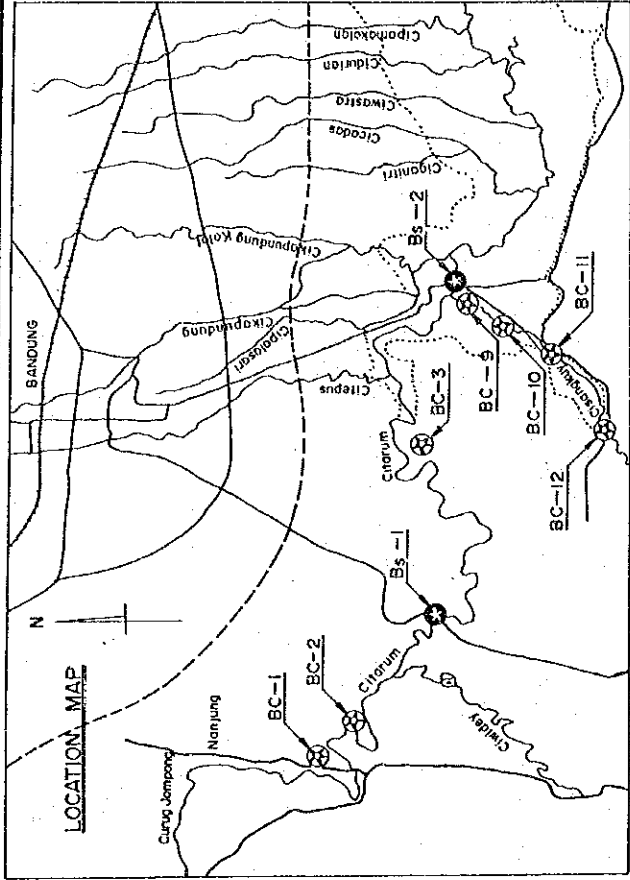 LOCATION MAP
N
BANDUNG
Curug Jompong
Nanjung
BC-1
BC-2
Citarum
Ciwidey
Bs-1
Citarum
BC-3
Citepus
Cipalasari
Cikapundung
Cikapundung Kolot
Ciganitri
Cicadas
Ciwastra
Cidurian
Cipamokolan
Bs-2
BC-9
BC-10
BC-11
BC-12
Cisangkuy